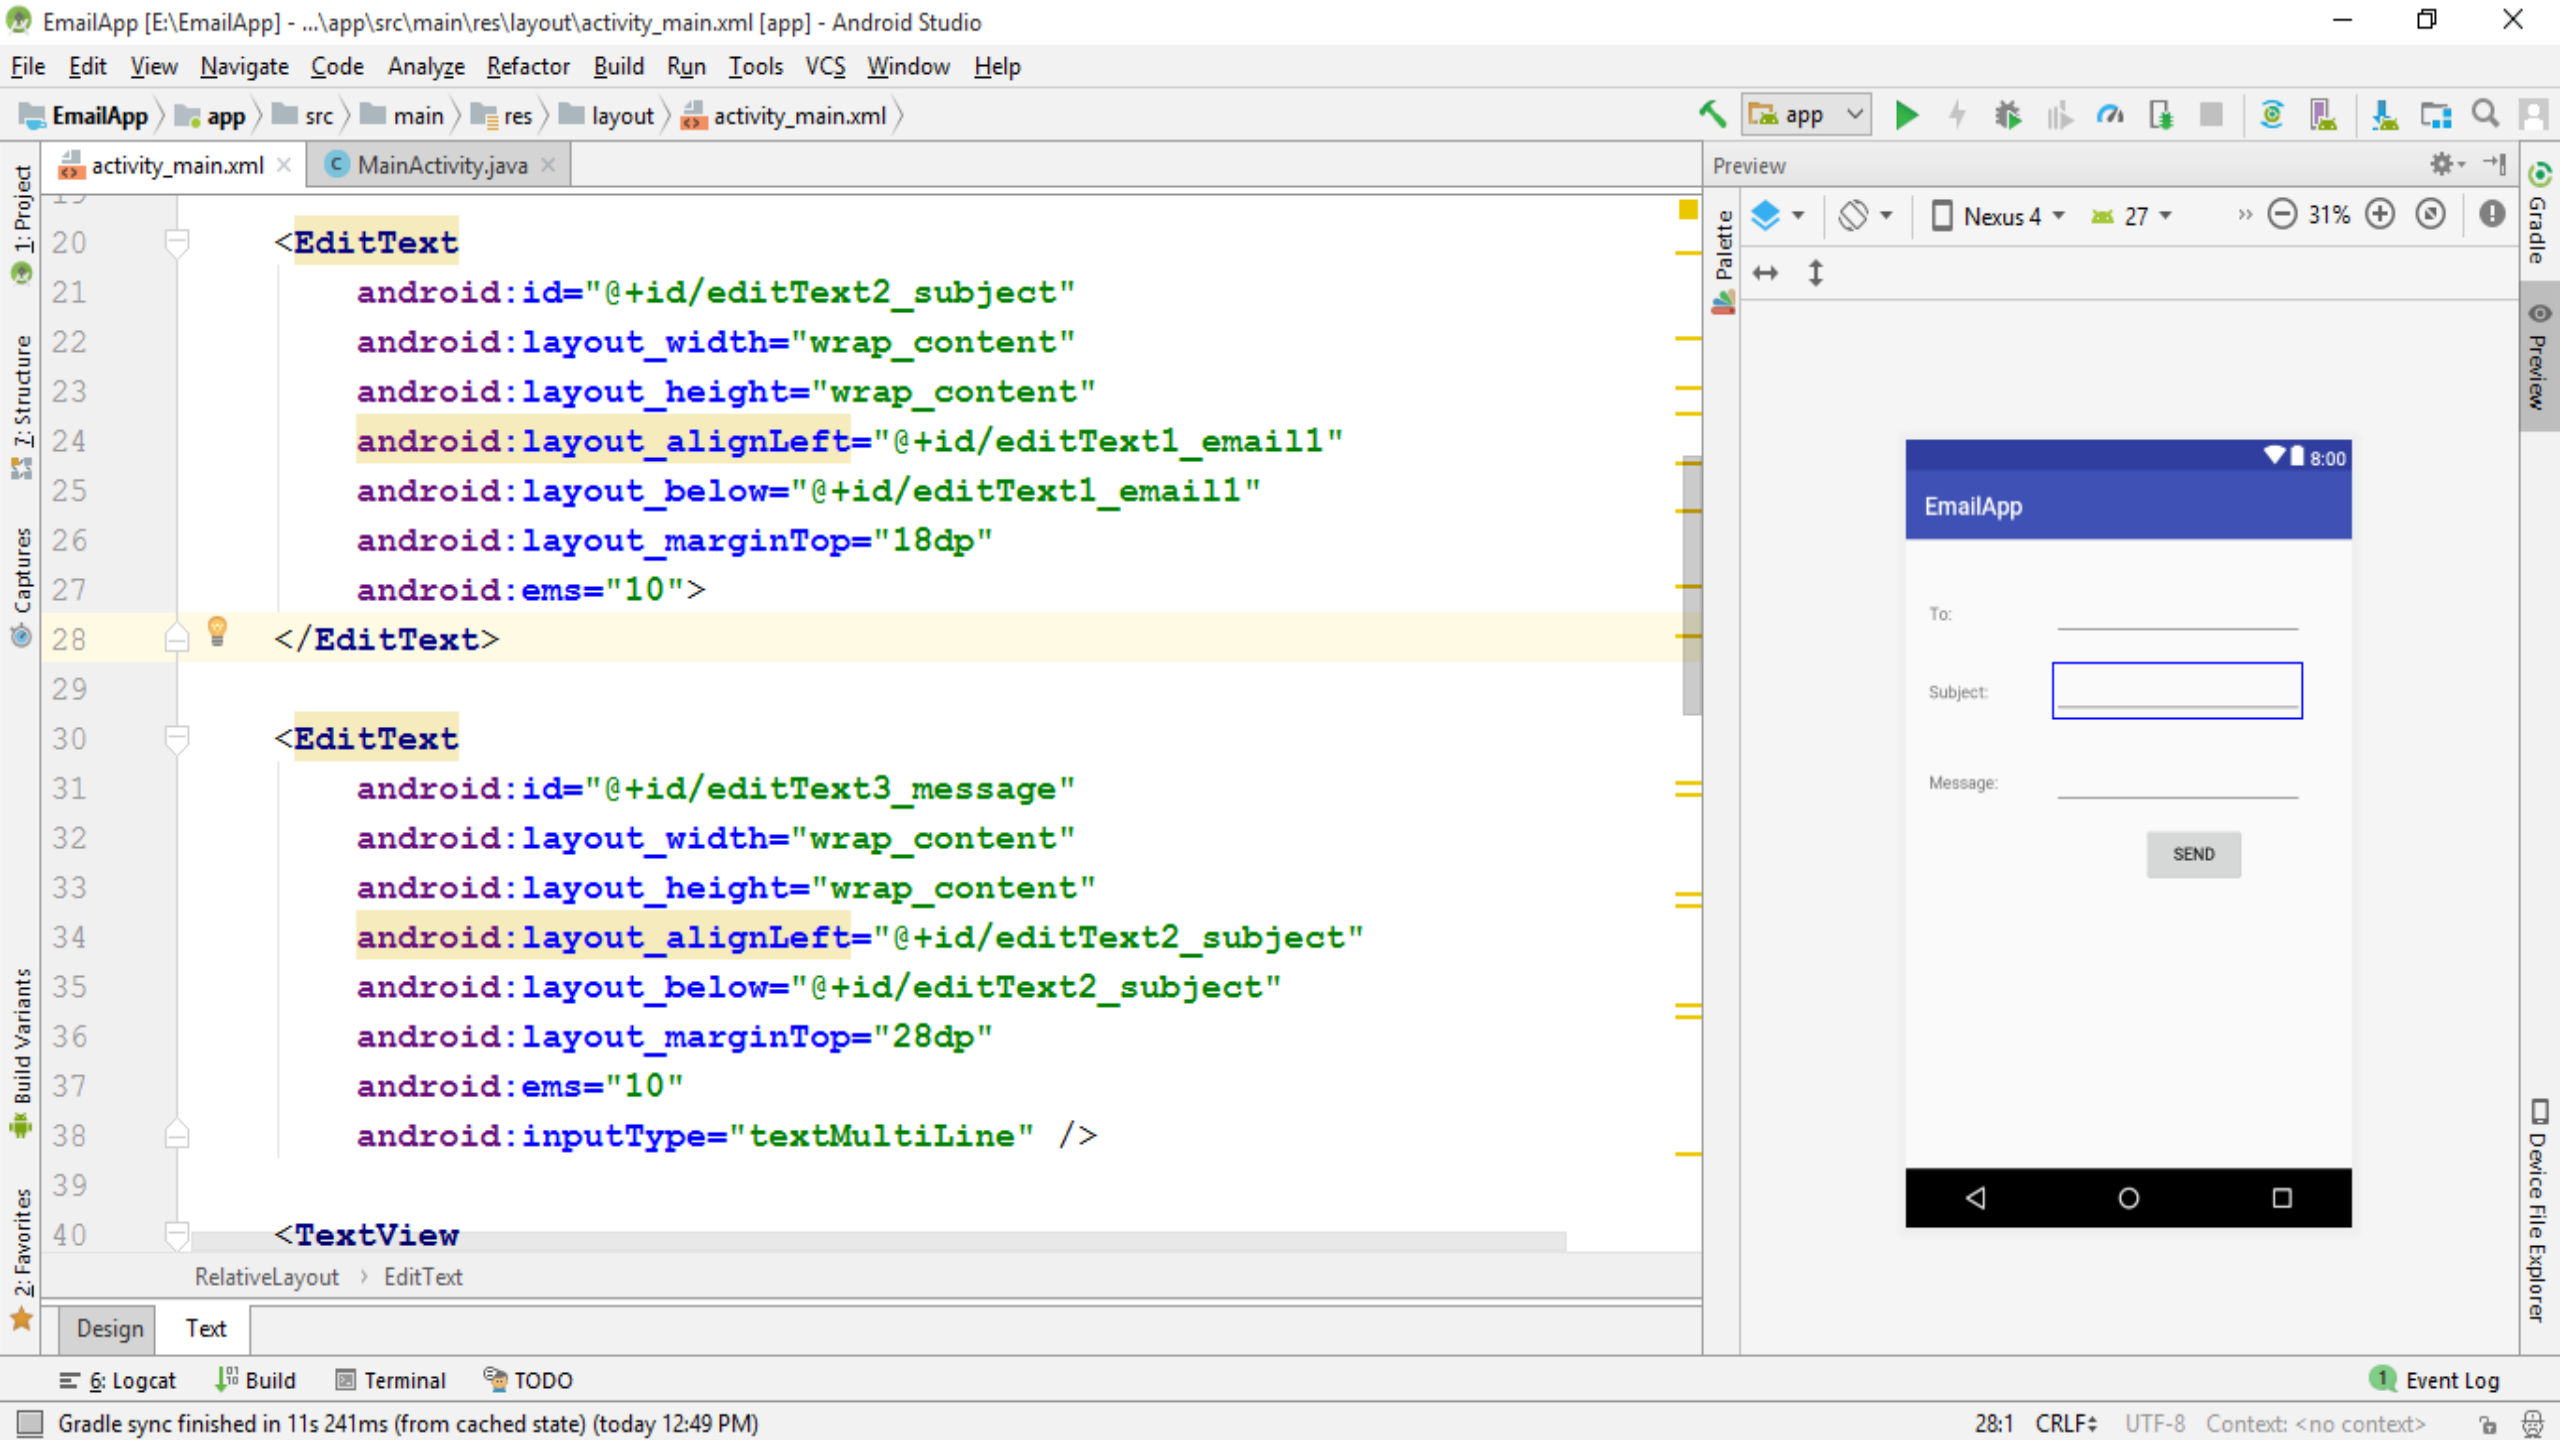 EmailApp [E:\EmailApp] - ...\app\src\main\res\layout\activity_main.xml [app] - Android Studio
File Edit View Navigate Code Analyze Refactor Build Run Tools VCS Window Help
EmailApp app src main res layout activity_main.xml
app
activity_main.xml
C MainActivity.java
Preview
1: Project
7: Structure
Captures
Build Variants
2: Favorites
19
20 <EditText
21 android:id="@+id/editText2_subject"
22 android:layout_width="wrap_content"
23 android:layout_height="wrap_content"
24 android:layout_alignLeft="@+id/editText1_email1"
25 android:layout_below="@+id/editText1_email1"
26 android:layout_marginTop="18dp"
27 android:ems="10">
28 </EditText>
29
30 <EditText
31 android:id="@+id/editText3_message"
32 android:layout_width="wrap_content"
33 android:layout_height="wrap_content"
34 android:layout_alignLeft="@+id/editText2_subject"
35 android:layout_below="@+id/editText2_subject"
36 android:layout_marginTop="28dp"
37 android:ems="10"
38 android:inputType="textMultiLine" />
39
40 <TextView
RelativeLayout › EditText
Design Text
Palette
Nexus 4 27 » 31%
8:00
EmailApp
To:
Subject:
Message:
SEND
Gradle
Preview
Device File Explorer
6: Logcat Build Terminal TODO
1 Event Log
Gradle sync finished in 11s 241ms (from cached state) (today 12:49 PM)
28:1 CRLF UTF-8 Context: <no context>